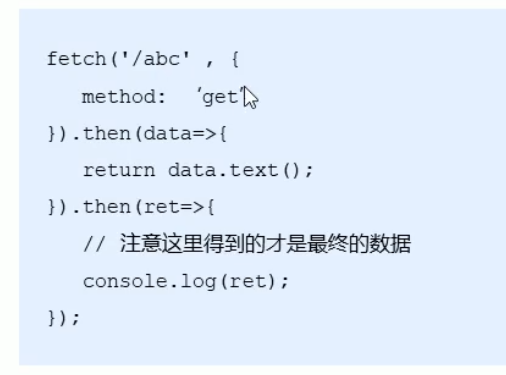 fetch('/abc' , {
method: ‘get’
}).then(data=>{
return data.text();
}).then(ret=>{
// 注意这里得到的才是最终的数据
console.log(ret);
});